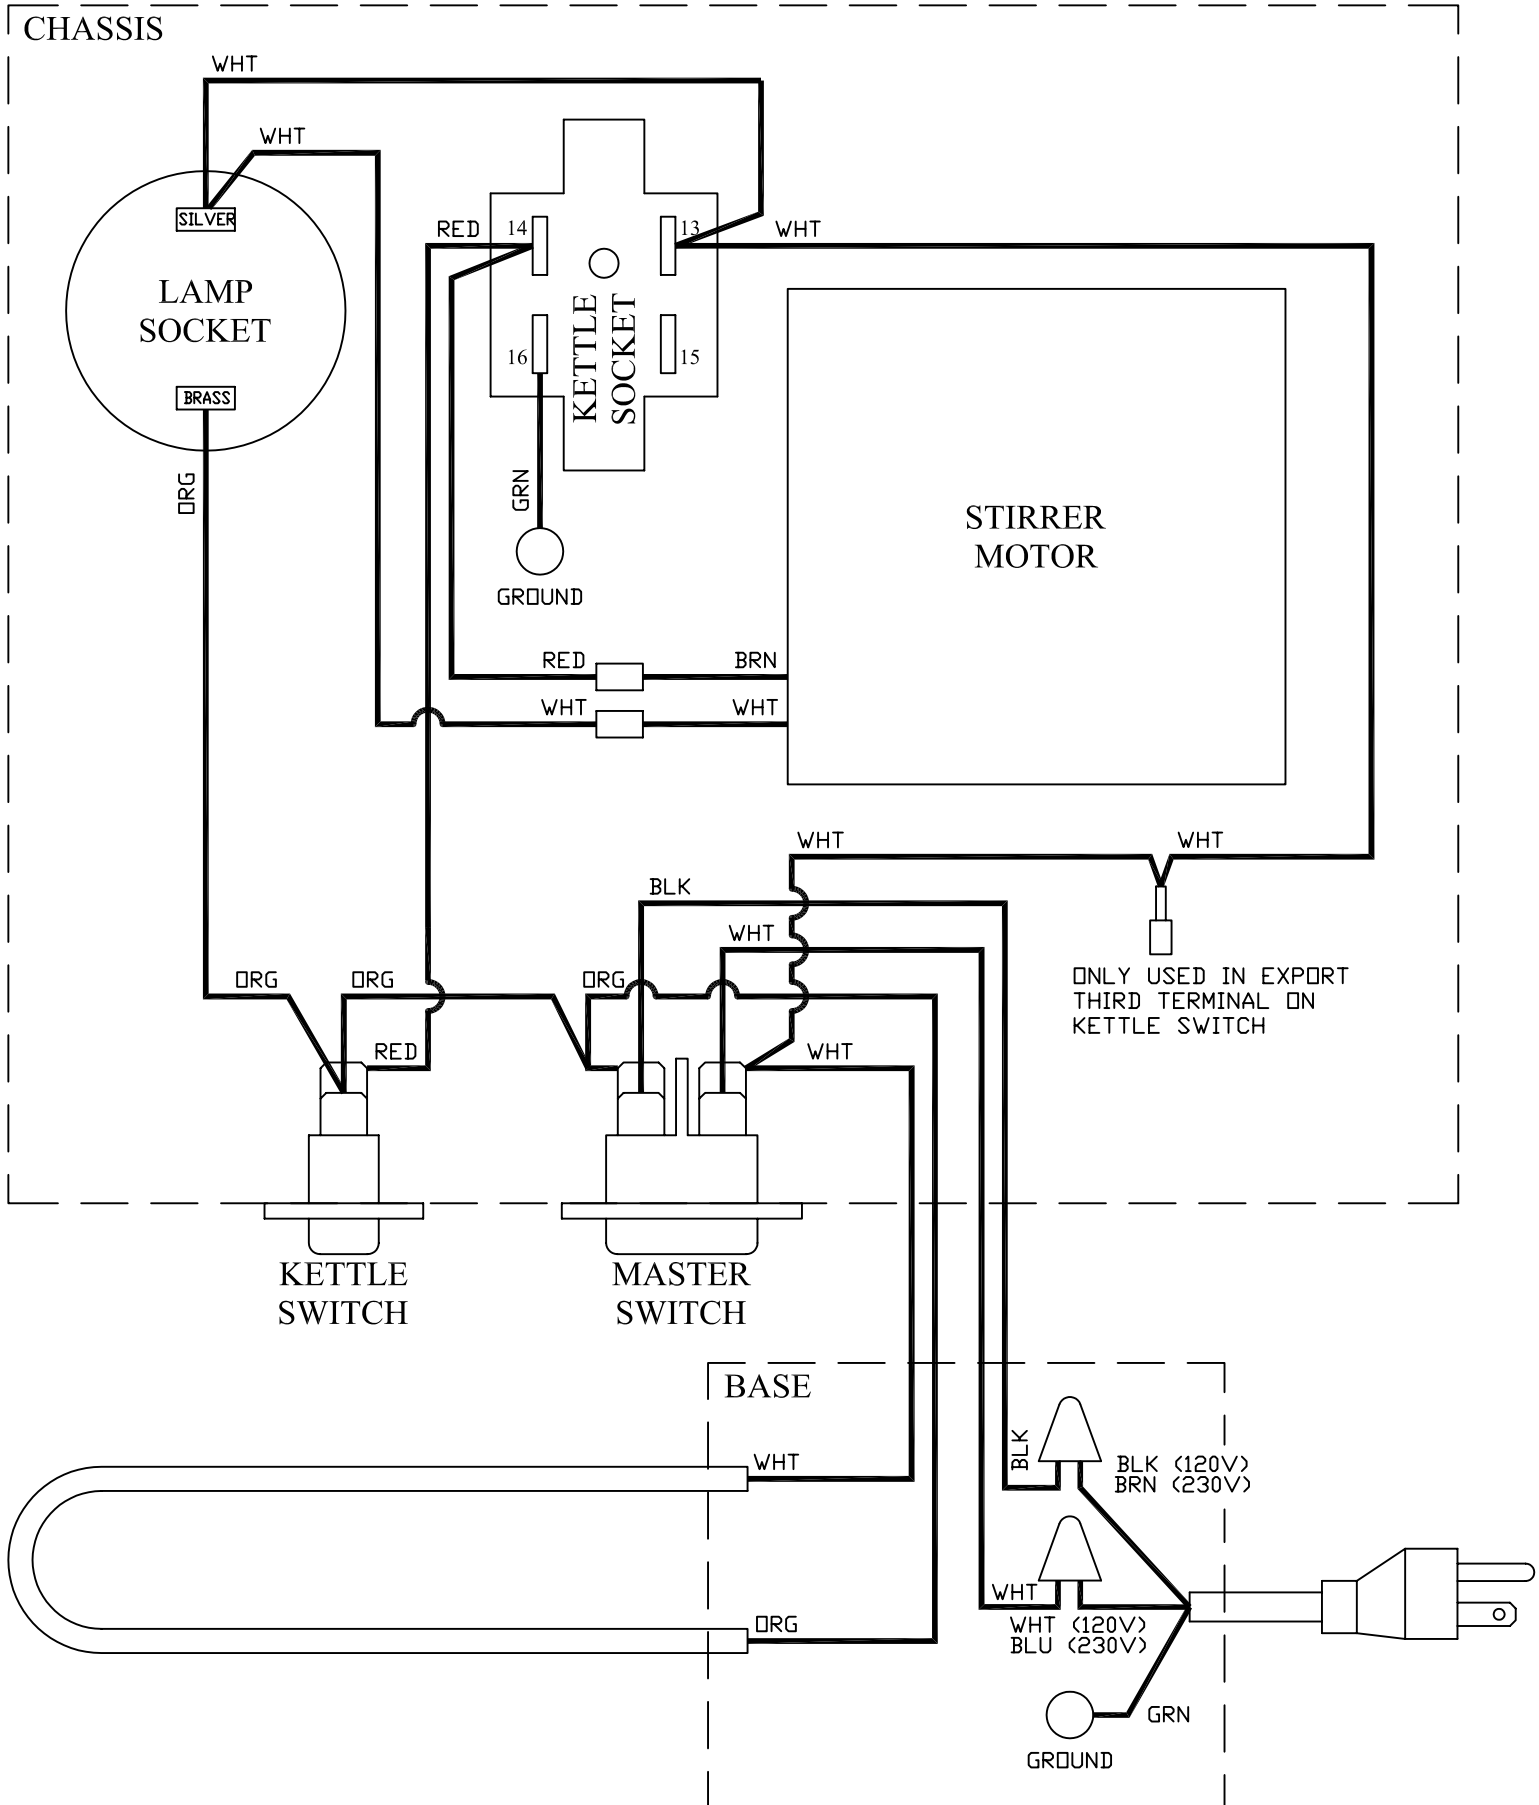 CHASSIS
WHT
WHT
SILVER
LAMP
SOCKET
BRASS
ORG
RED
14
13
WHT
16
15
KETTLE
SOCKET
GRN
GROUND
STIRRER
MOTOR
RED
BRN
WHT
WHT
WHT
WHT
BLK
WHT
ORG
ORG
ORG
ONLY USED IN EXPORT
THIRD TERMINAL ON
KETTLE SWITCH
RED
WHT
KETTLE
SWITCH
MASTER
SWITCH
BASE
WHT
BLK
BLK (120V)
BRN (230V)
WHT
ORG
WHT (120V)
BLU (230V)
GRN
GROUND